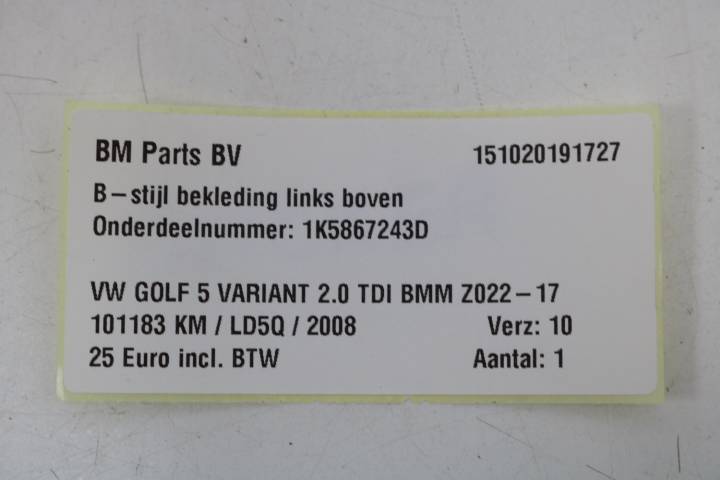 BM Parts BV 151020191727
B-stijl bekleding links boven
Onderdeelnummer: 1K5867243D
VW GOLF 5 VARIANT 2.0 TDI BMM Z022-17
101183 KM / LD5Q / 2008 Verz: 10
25 Euro incl. BTW Aantal: 1